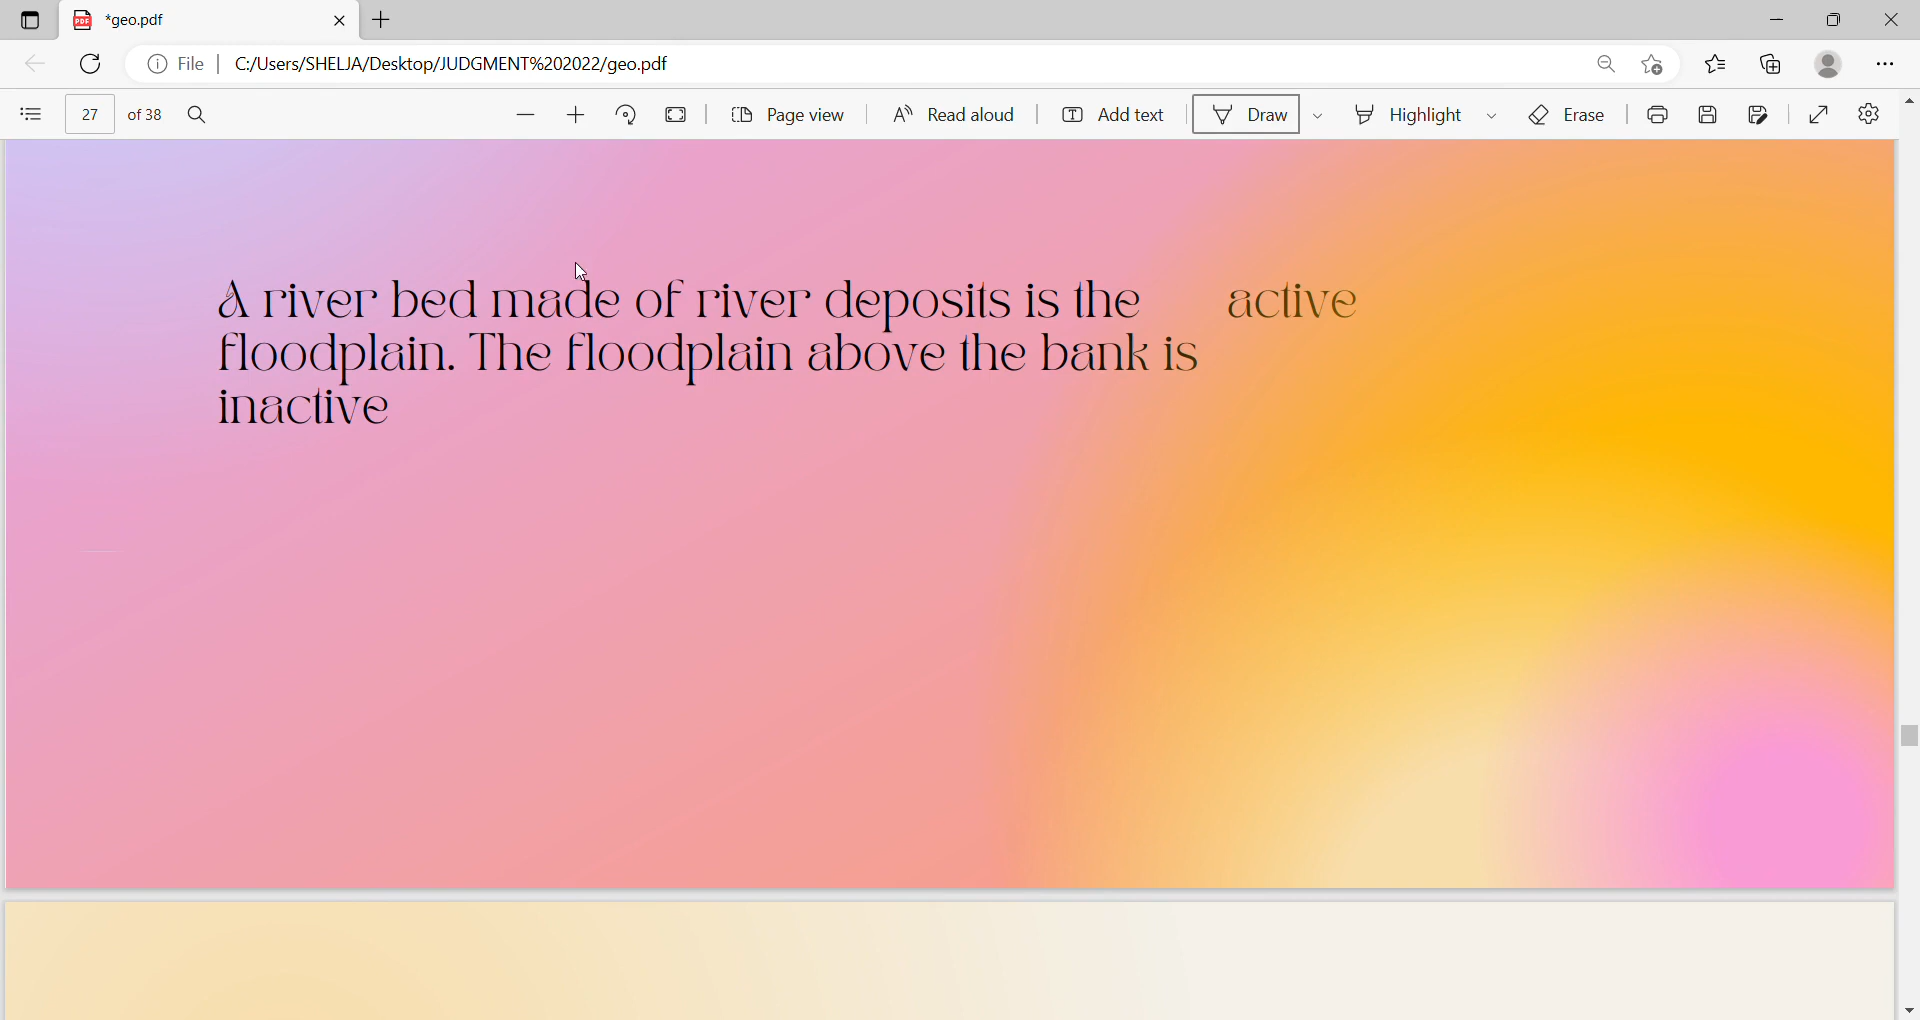 *geo.pdf
File C:/Users/SHELJA/Desktop/JUDGMENT%202022/geo.pdf
27 of 38 Page view Read aloud Add text Draw Highlight Erase
A river bed made of river deposits is the active
floodplain. The floodplain above the bank is
inactive